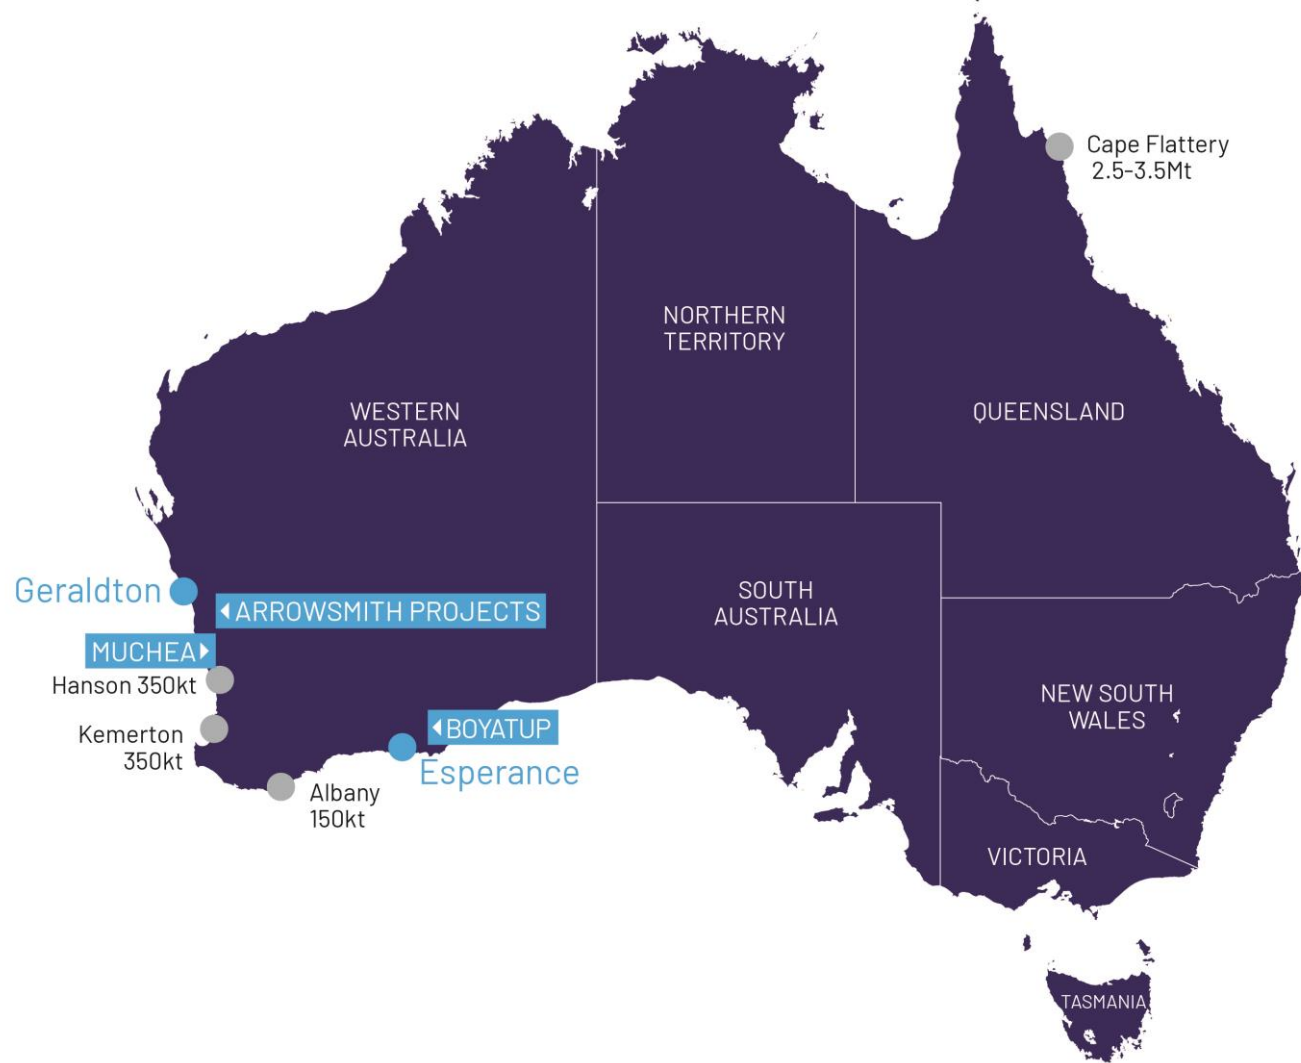 Cape Flattery
2.5-3.5Mt
NORTHERN
TERRITORY
WESTERN
AUSTRALIA
QUEENSLAND
Geraldton
ARROWSMITH PROJECTS
SOUTH
AUSTRALIA
MUCHEA
Hanson 350kt
NEW SOUTH
WALES
Kemerton
350kt
BOYATUP
Esperance
Albany
150kt
VICTORIA
TASMANIA